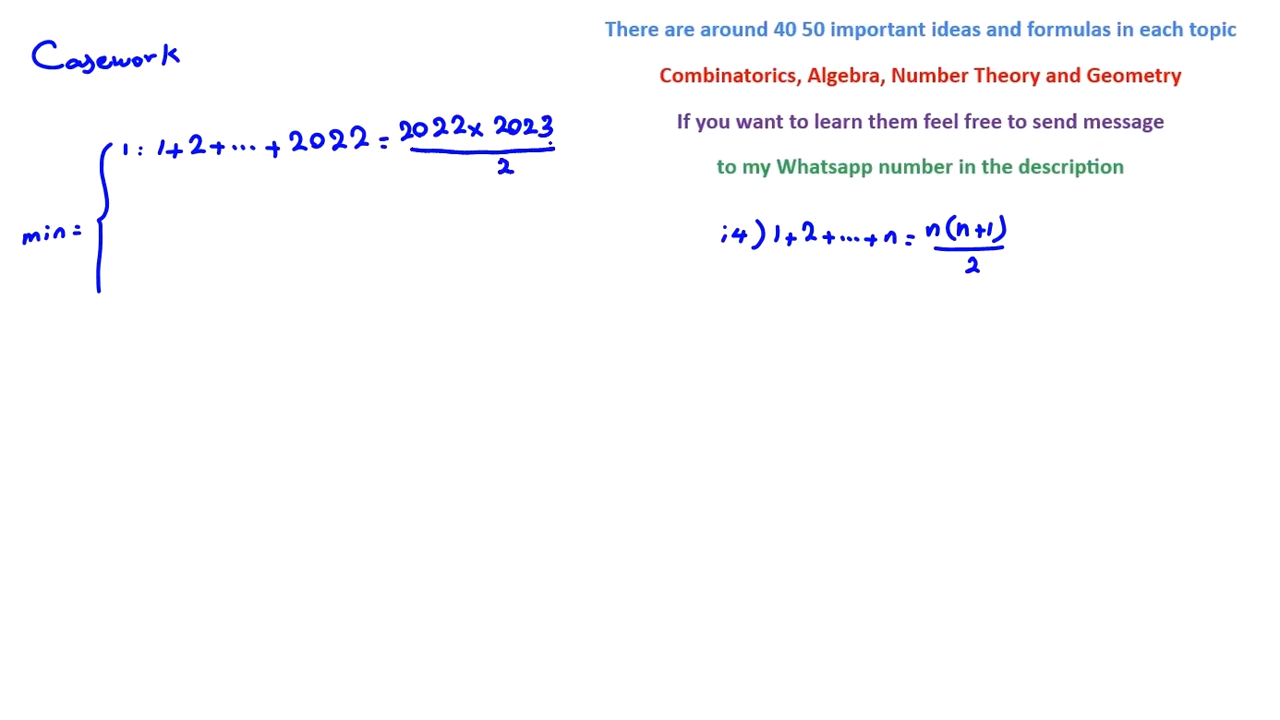 There are around 40 50 important ideas and formulas in each topic
Casework
Combinatorics, Algebra, Number Theory and Geometry
If you want to learn them feel free to send message
1: 1+2+...+2022 = 2022x 2023
2
to my Whatsapp number in the description
min=
i4) 1+2+...+n = n(n+1)
2